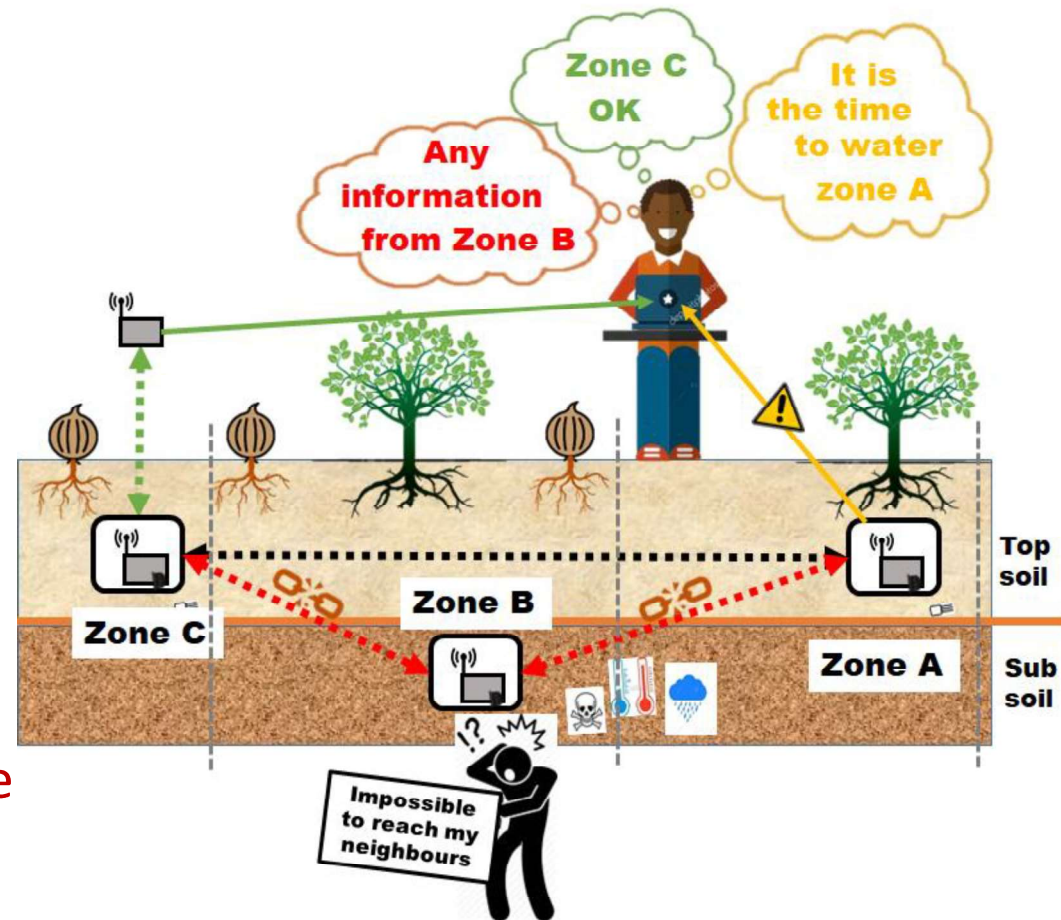 Zone C
OK
It is
the time
to water
zone A
Any
information
from Zone B
Top
soil
Zone B
Zone C
Zone A
Sub
soil
!?
Impossible
to reach my
neighbours
e